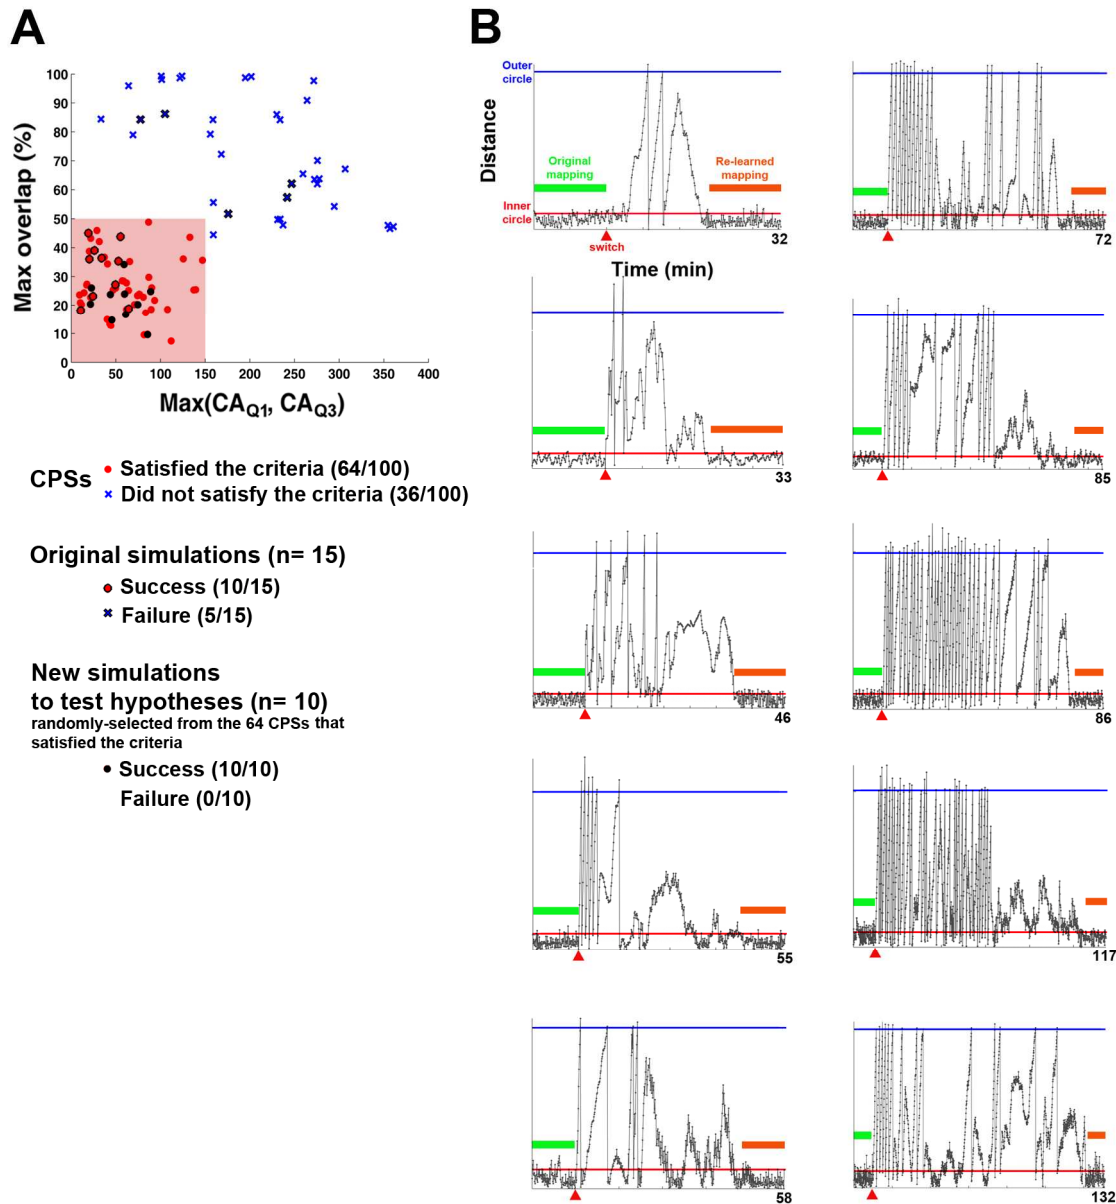 A
Max overlap (%)
100
90
80
70
60
50
40
30
20
10
0
0 50 100 150 200 250 300 350 400
Max(CAQ1, CAQ3)
CPSs
Satisfied the criteria (64/100)
Did not satisfy the criteria (36/100)
Original simulations (n= 15)
Success (10/15)
Failure (5/15)
New simulations
to test hypotheses (n= 10)
randomly-selected from the 64 CPSs that
satisfied the criteria
Success (10/10)
Failure (0/10)
B
Distance
Outer
circle
Original
mapping
Re-learned
mapping
Inner
circle
switch
32
Time (min)
72
33
85
46
86
55
117
58
132